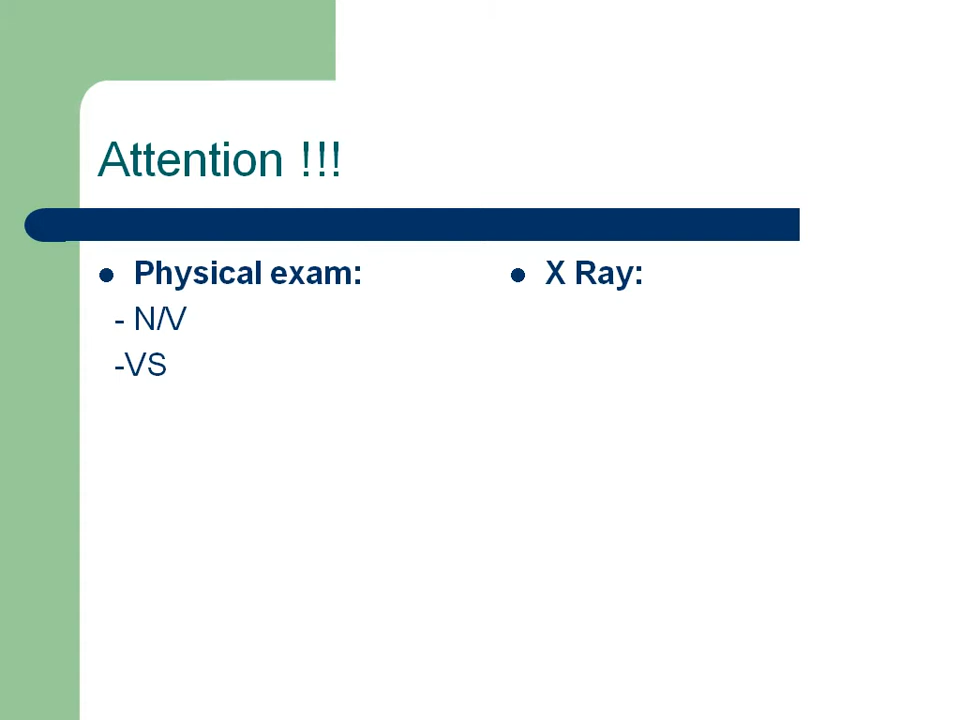 Attention !!!
Physical exam:
- N/V
-VS
X Ray: